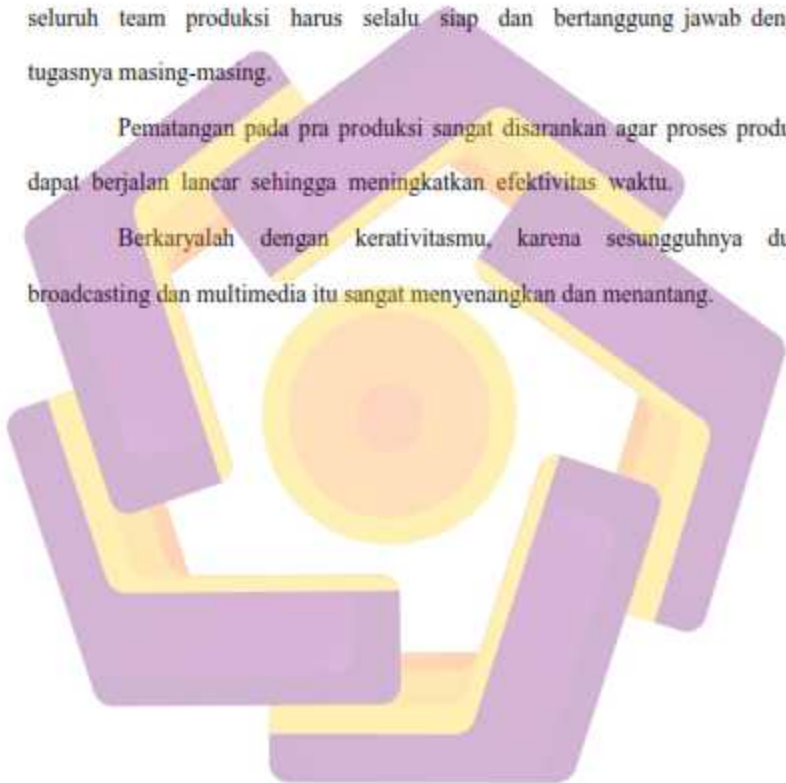 seluruh team produksi harus selalu siap dan bertanggung jawab den
tugasnya masing-masing.
Pematangan pada pra produksi sangat disarankan agar proses produ
dapat berjalan lancar sehingga meningkatkan efektivitas waktu.
Berkaryalah dengan kerativitasmu, karena sesungguhnya du
broadcasting dan multimedia itu sangat menyenangkan dan menantang.